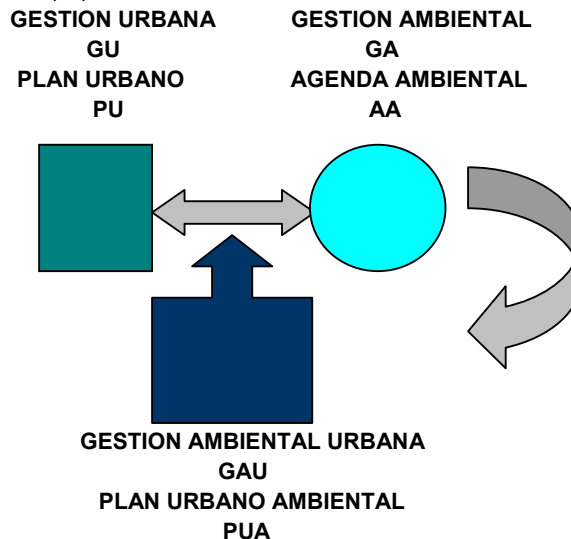 GESTION URBANA
GU
PLAN URBANO
PU
GESTION AMBIENTAL
GA
AGENDA AMBIENTAL
AA
GESTION AMBIENTAL URBANA
GAU
PLAN URBANO AMBIENTAL
PUA